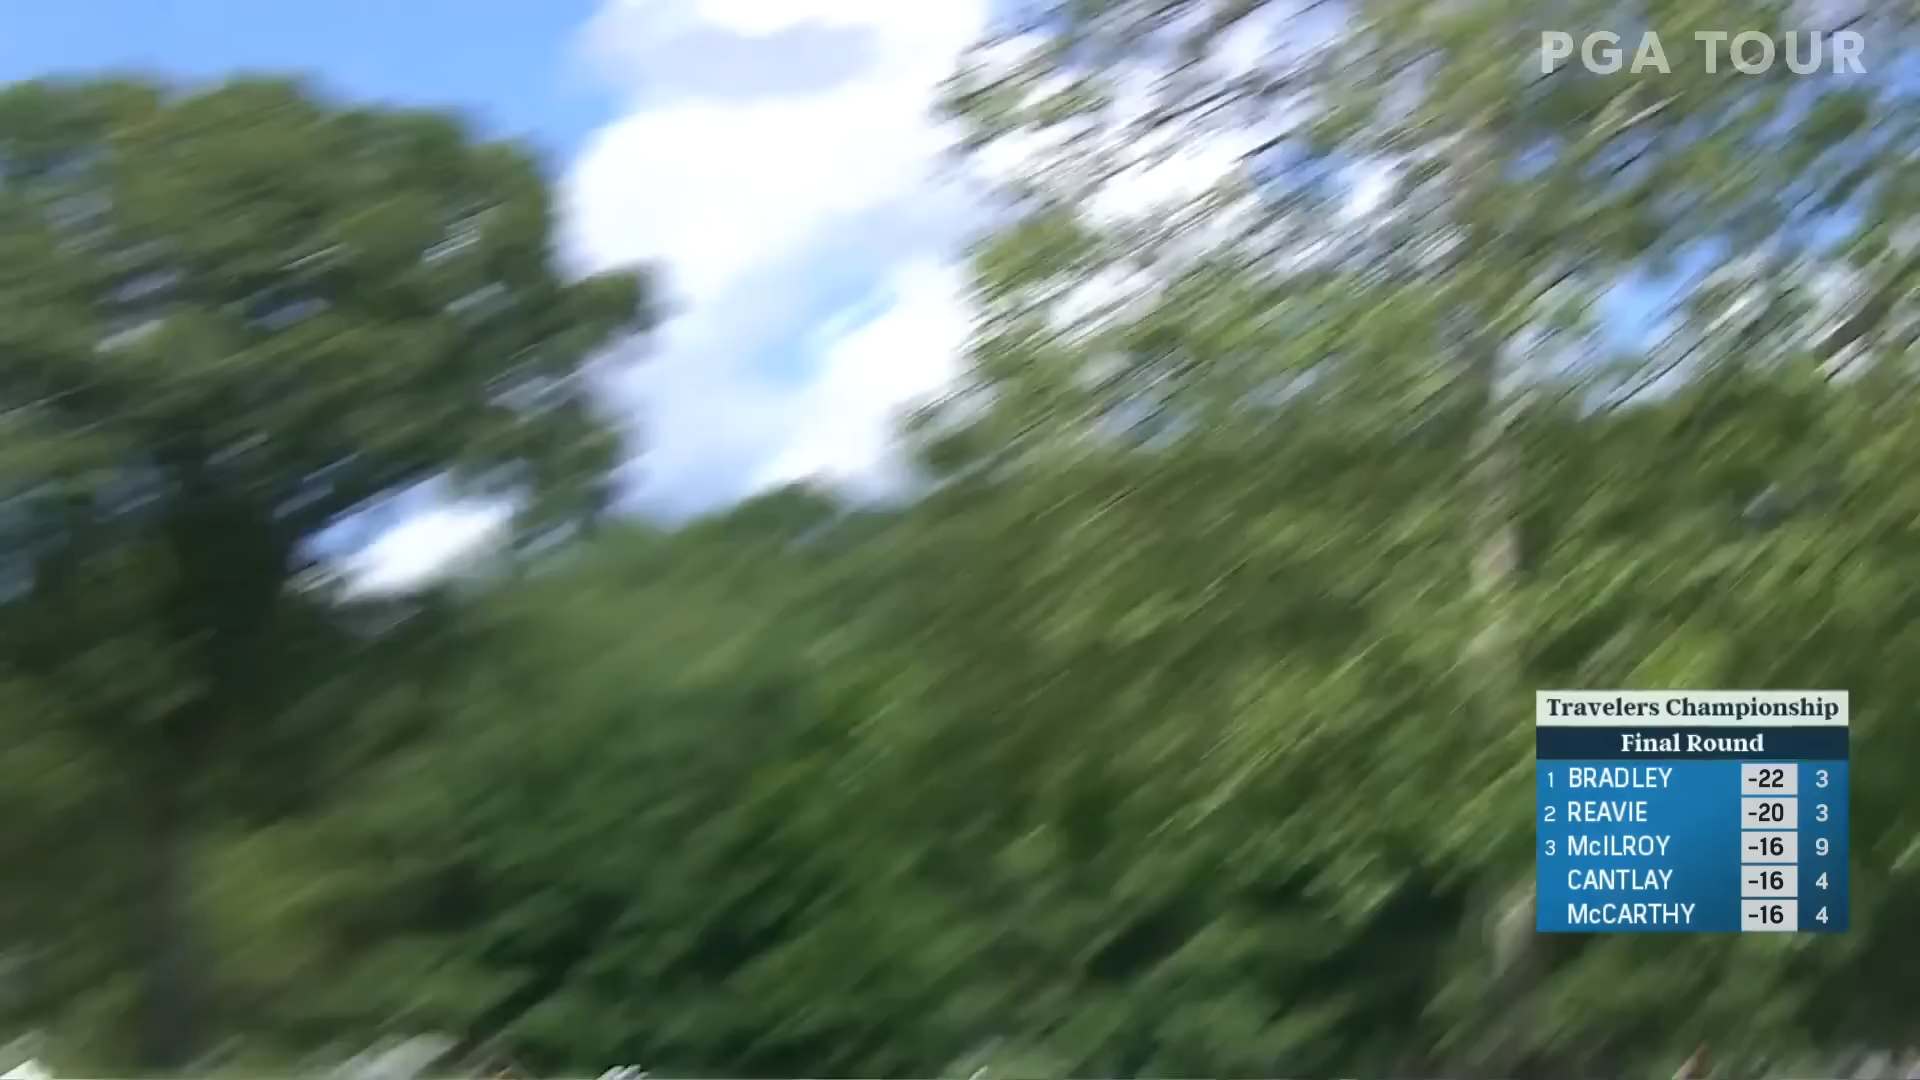 PGA TOUR
Travelers Championship
Final Round
1 BRADLEY -22 3
2 REAVIE -20 3
3 McILROY -16 9
CANTLAY -16 4
McCARTHY -16 4